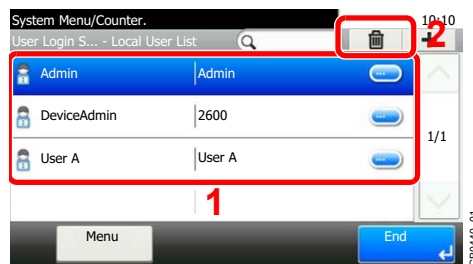 System Menu/Counter. 10:10
User Login S... - Local User List
2
Admin Admin
DeviceAdmin 2600
1/1
User A User A
1
Menu End